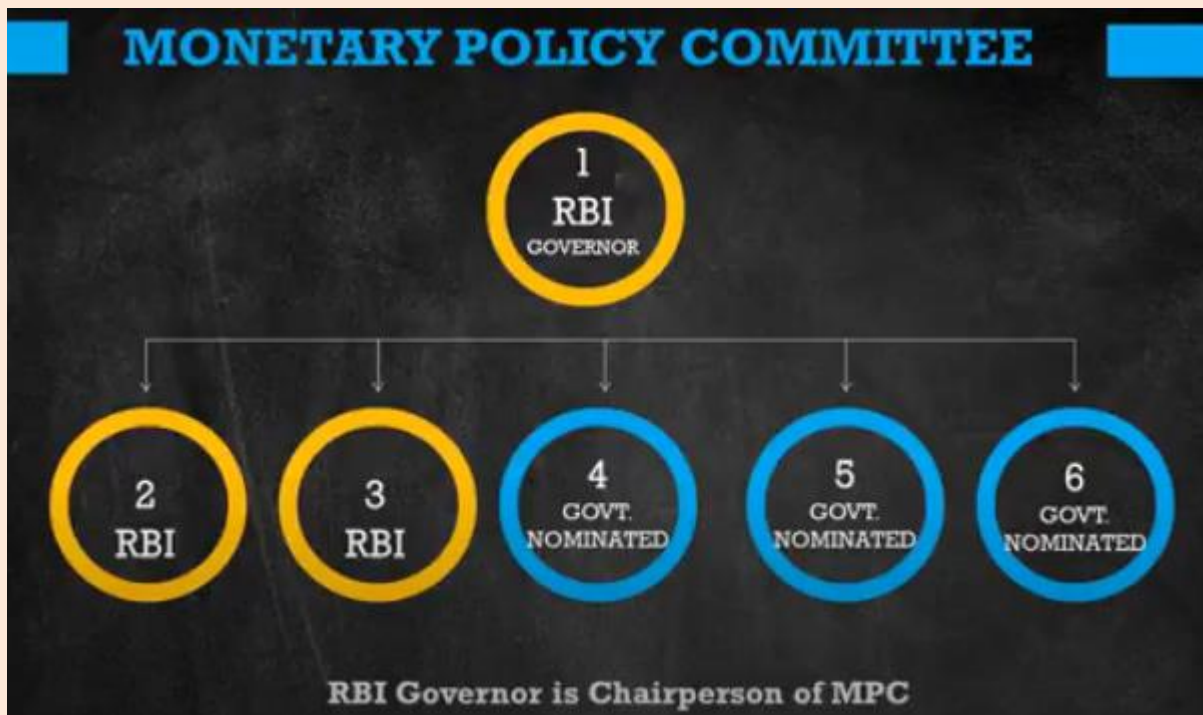 MONETARY POLICY COMMITTEE
1
RBI
GOVERNOR
2
RBI
3
RBI
4
GOVT.
NOMINATED
5
GOVT.
NOMINATED
6
GOVT.
NOMINATED
RBI Governor is Chairperson of MPC